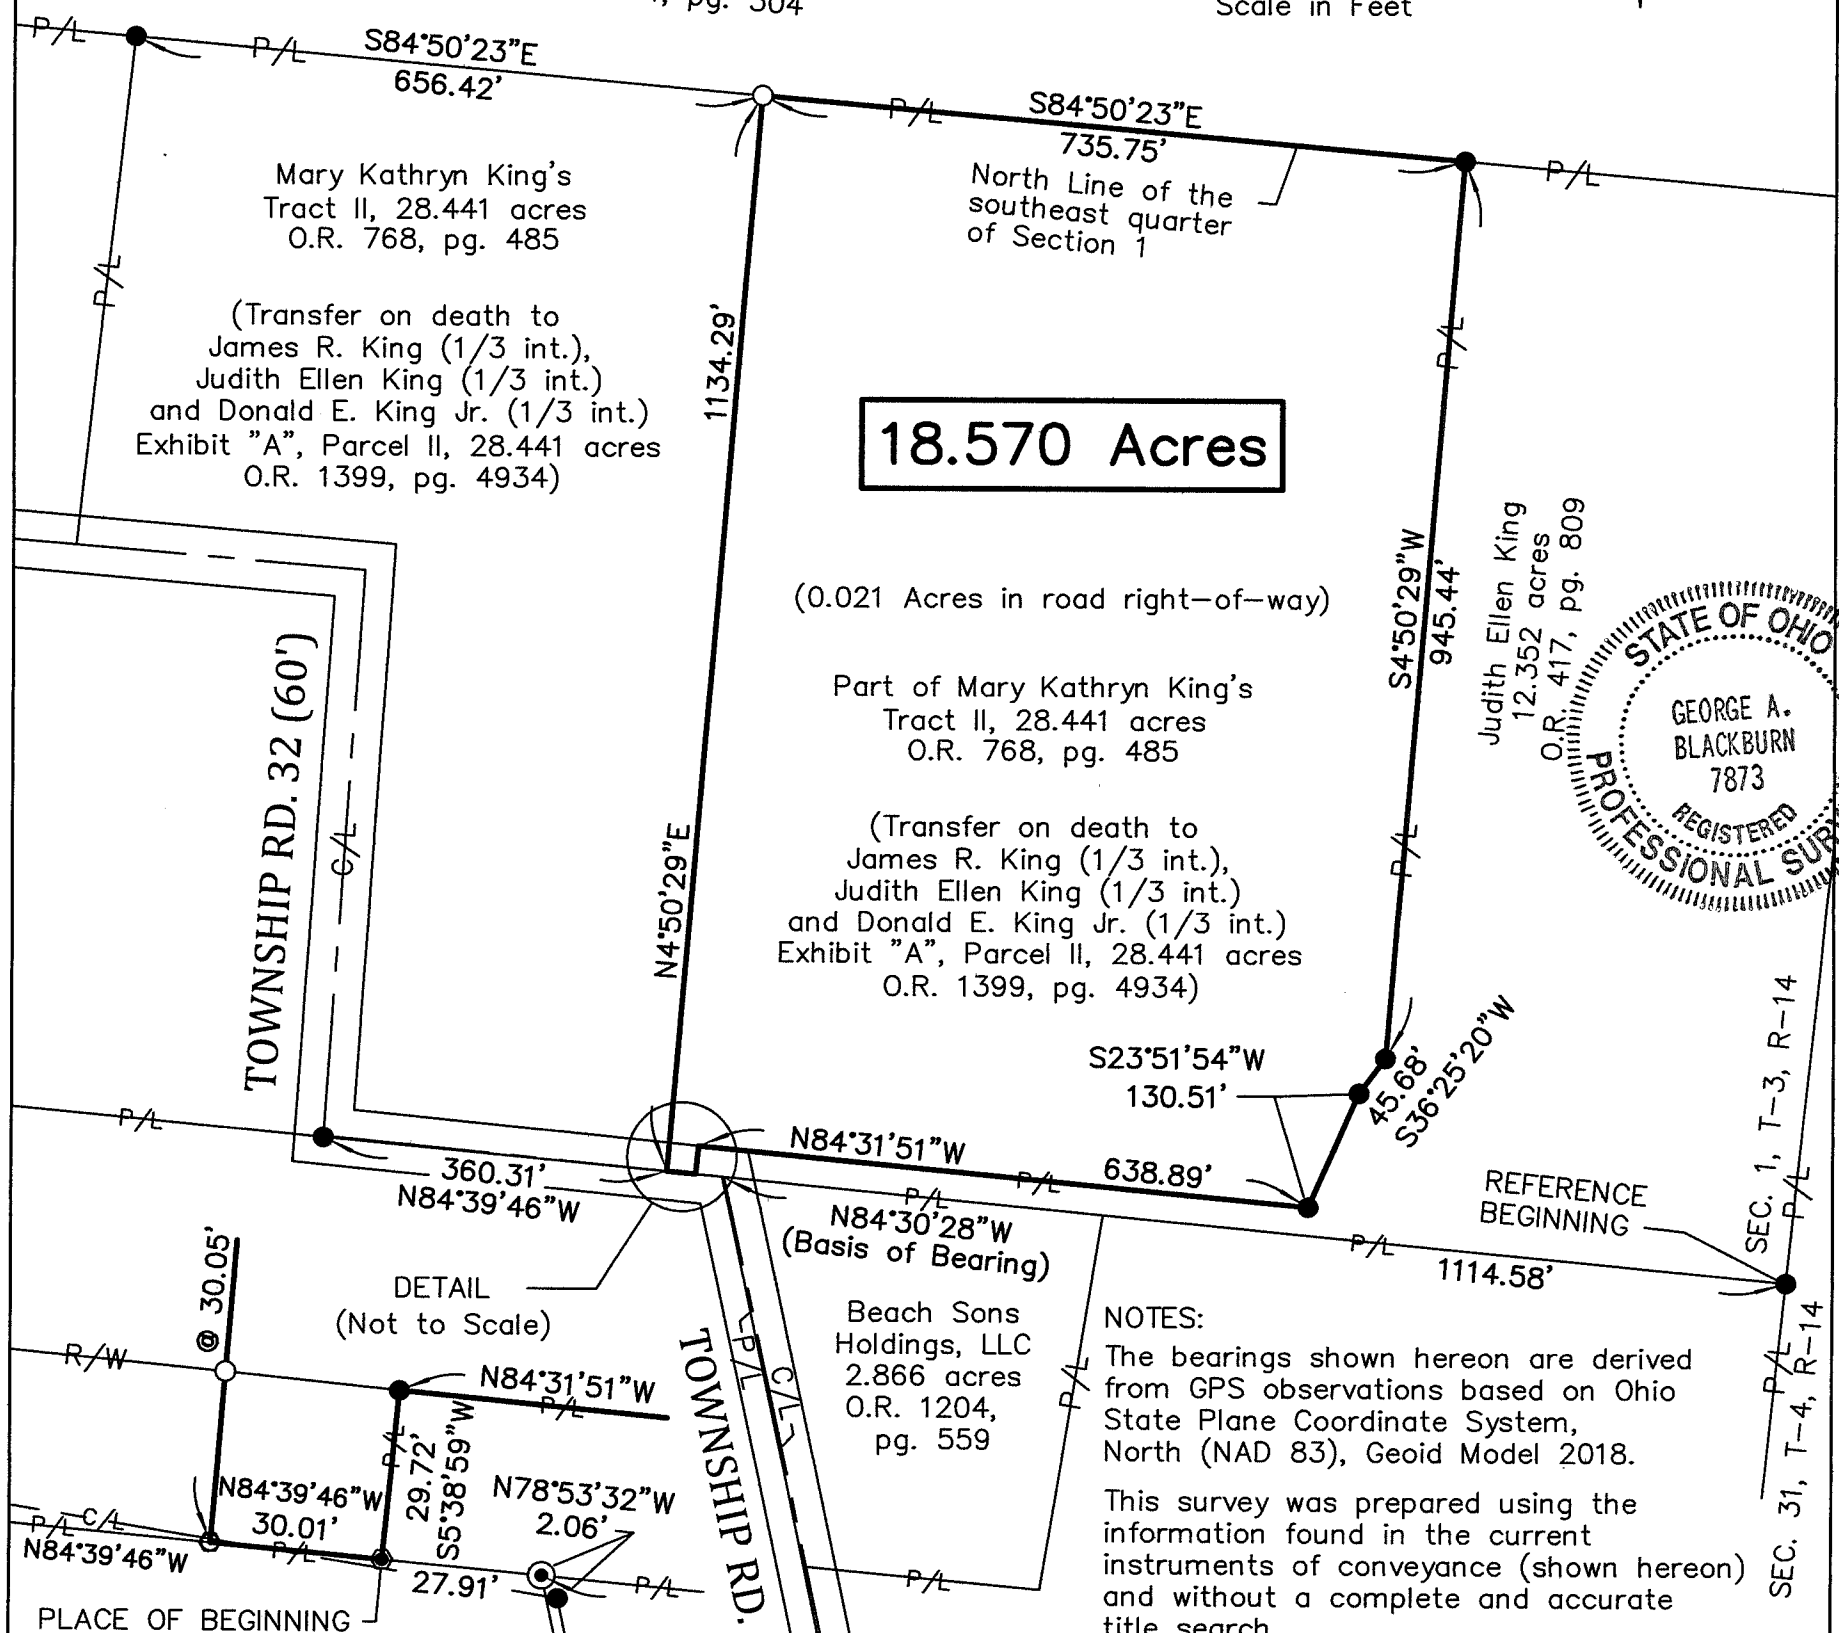 pg. 304
Scale in Feet
P/L
P/L
S84°50'23"E
656.42'
P/L
S84°50'23"E
735.75'
P/L
North Line of the
southeast quarter
of Section 1
Mary Kathryn King's
Tract II, 28.441 acres
O.R. 768, pg. 485
P/L
(Transfer on death to
James R. King (1/3 int.),
Judith Ellen King (1/3 int.)
and Donald E. King Jr. (1/3 int.)
Exhibit "A", Parcel II, 28.441 acres
O.R. 1399, pg. 4934)
1134.29'
N4°50'29"E
P/L
18.570 Acres
(0.021 Acres in road right-of-way)
Part of Mary Kathryn King's
Tract II, 28.441 acres
O.R. 768, pg. 485
(Transfer on death to
James R. King (1/3 int.),
Judith Ellen King (1/3 int.)
and Donald E. King Jr. (1/3 int.)
Exhibit "A", Parcel II, 28.441 acres
O.R. 1399, pg. 4934)
S4°50'29"W
945.44'
P/L
Judith Ellen King
12.352 acres
O.R. 417, pg. 809
STATE OF OHIO
GEORGE A.
BLACKBURN
7873
REGISTERED
PROFESSIONAL SUR
TOWNSHIP RD. 32 (60')
C/L
S23°51'54"W
130.51'
45.68'
S36°25'20"W
SEC. 1, T-3, R-14
P/L
P/L
360.31'
N84°39'46"W
N84°31'51"W
P/L
638.89'
P/L
N84°30'28"W
(Basis of Bearing)
P/L
1114.58'
REFERENCE
BEGINNING
DETAIL
(Not to Scale)
@ 30.05'
R/W
N84°31'51"W
P/L
P/L
29.72'
S5°38'59"W
N84°39'46"W
30.01'
P/L
C/L
P/L
N84°39'46"W
27.91'
N78°53'32"W
2.06'
P/L
PLACE OF BEGINNING
TOWNSHIP RD.
P/L
C/L
Beach Sons
Holdings, LLC
2.866 acres
O.R. 1204,
pg. 559
P/L
P/L
NOTES:
The bearings shown hereon are derived
from GPS observations based on Ohio
State Plane Coordinate System,
North (NAD 83), Geoid Model 2018.
This survey was prepared using the
information found in the current
instruments of conveyance (shown hereon)
and without a complete and accurate
title search
P/L
SEC. 31, T-4, R-14